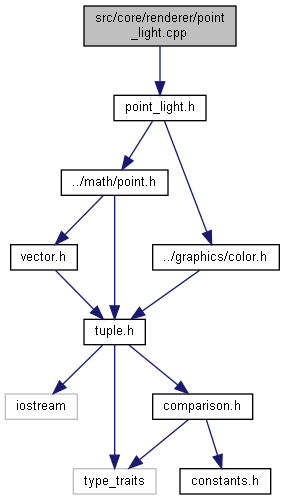 src/core/renderer/point
_light.cpp
point_light.h
../math/point.h
vector.h
../graphics/color.h
tuple.h
iostream
comparison.h
type_traits
constants.h